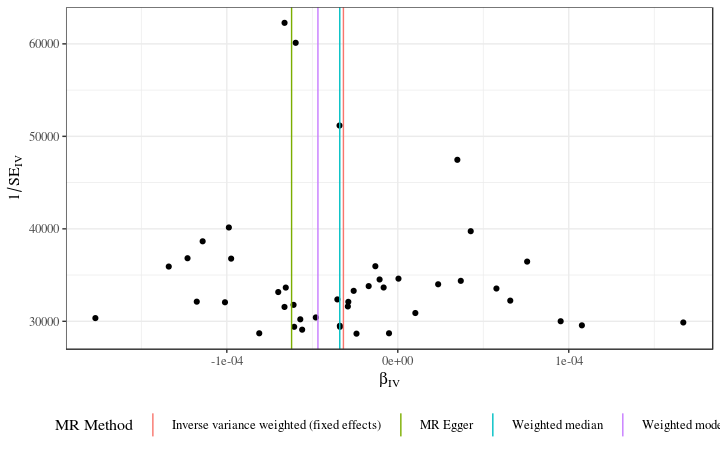 60000
50000
40000
30000
1/SE_IV
-1e-04 0e+00 1e-04
β_IV
MR Method Inverse variance weighted (fixed effects) MR Egger Weighted median Weighted mode